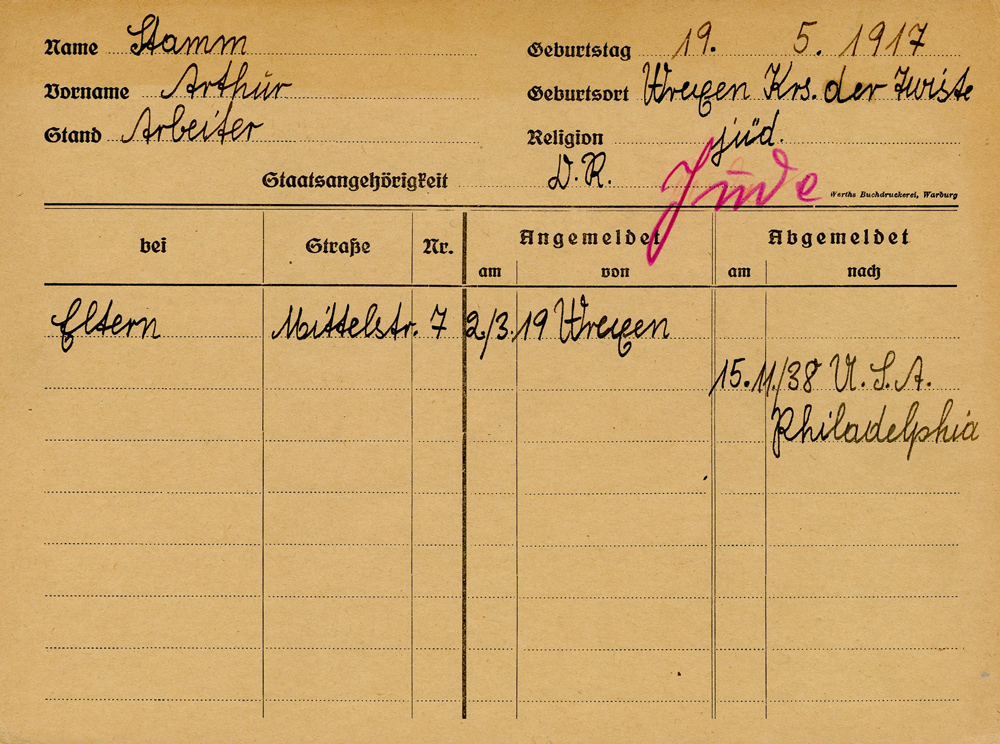 Name Stamm Geburtstag 19. 5. 1917
Vorname Arthur Geburtsort Wrexen Krs. der Twiste
Stand Arbeiter Religion jüd.
Staatsangehörigkeit D. R. Jude
Werths Buchdruckerei, Warburg
bei Straße Nr. Angemeldet Abgemeldet
am von am nach
Eltern Mittelstr. 7 2/3.19 Wrexen
15.11/38 U.S.A.
Philadelphia